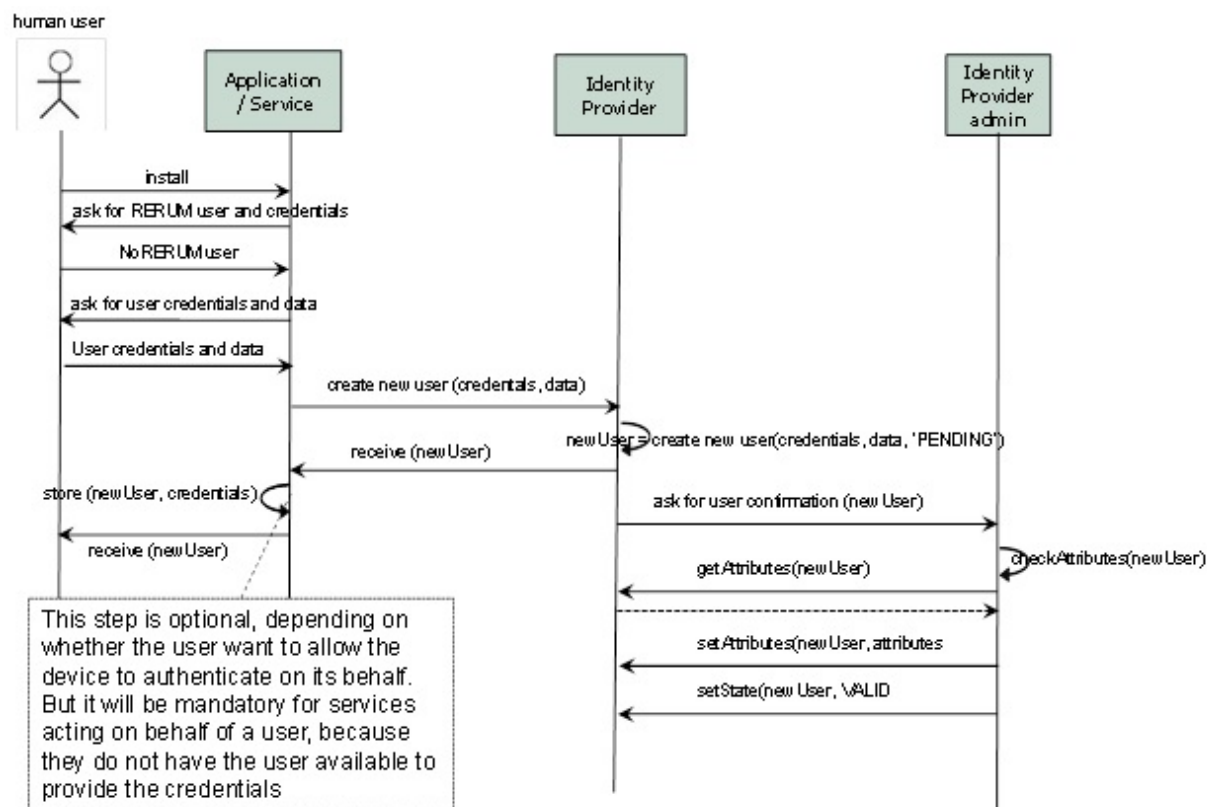 human user
Application
/ Service
Identity
Provider
Identity
Provider
admin
install
ask for RERUM user and credentials
No RERUM user
ask for user credentials and data
User credentials and data
create new user (credentals, data)
newUser = create new user(credentials, data, 'PENDING')
receive (newUser)
store (newUser, credentials)
ask for user confirmation (newUser)
receive (newUser)
checkAttributes(newUser)
getAttributes(newUser)
setAttributes(newUser, attributes
setState(newUser, VALID
This step is optional, depending on
whether the user want to allow the
device to authenticate on its behalf.
But it will be mandatory for services
acting on behalf of a user, because
they do not have the user available to
provide the credentials